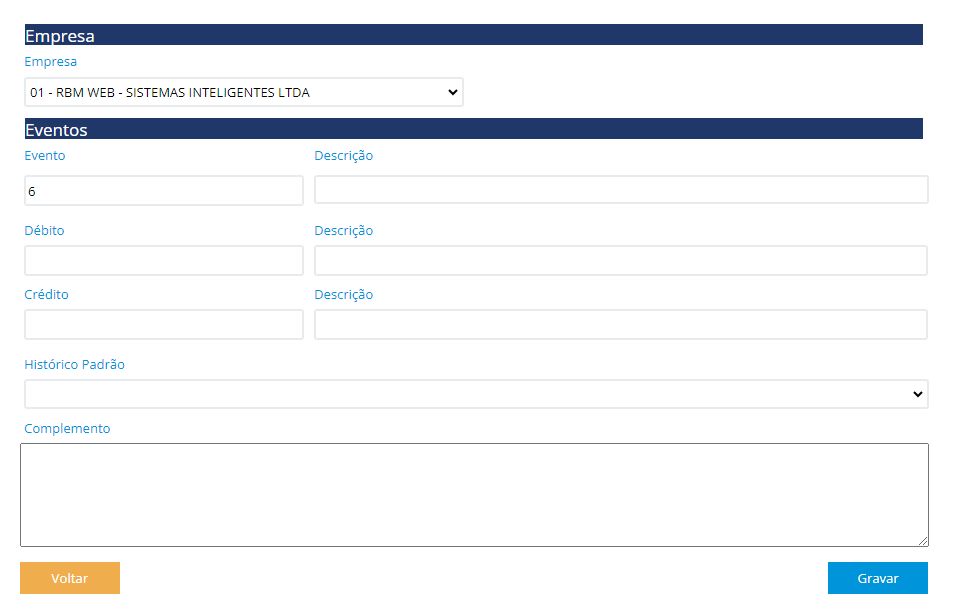 Empresa
Empresa
01 - RBM WEB - SISTEMAS INTELIGENTES LTDA
Eventos
Evento Descrição
6
Débito Descrição
Crédito Descrição
Histórico Padrão
Complemento
Voltar Gravar